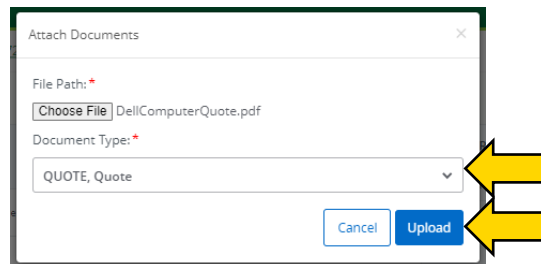 Attach Documents
File Path: *
Choose File DellComputerQuote.pdf
Document Type: *
QUOTE, Quote
Cancel Upload